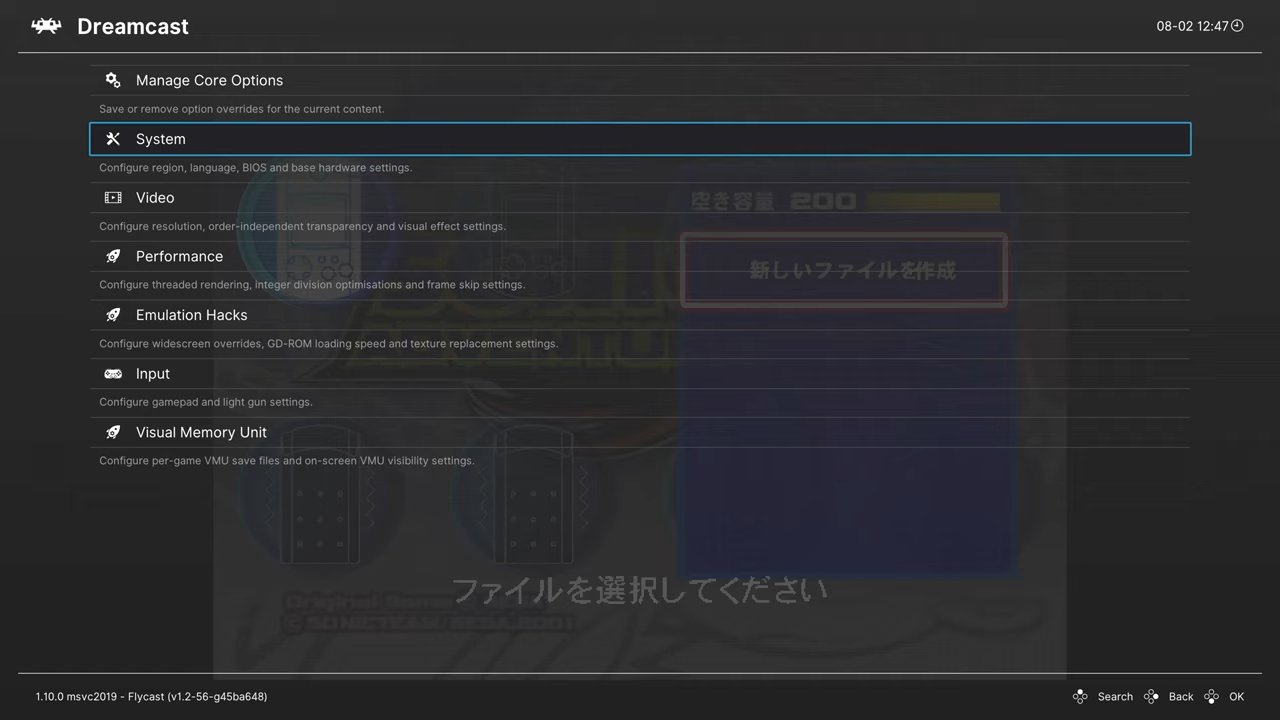 Dreamcast
08-02 12:47
Manage Core Options
Save or remove option overrides for the current content.
System
Configure region, language, BIOS and base hardware settings.
Video
空き容量 200
Configure resolution, order-independent transparency and visual effect settings.
Performance
新しいファイルを作成
Configure threaded rendering, integer division optimisations and frame skip settings.
Emulation Hacks
Configure widescreen overrides, GD-ROM loading speed and texture replacement settings.
Input
Configure gamepad and light gun settings.
Visual Memory Unit
Configure per-game VMU save files and on-screen VMU visibility settings.
ファイルを選択してください
Original Game
© SONICTEAM/SEGA, 2001
1.10.0 msvc2019 - Flycast (v1.2-56-g45ba648)
Search Back OK